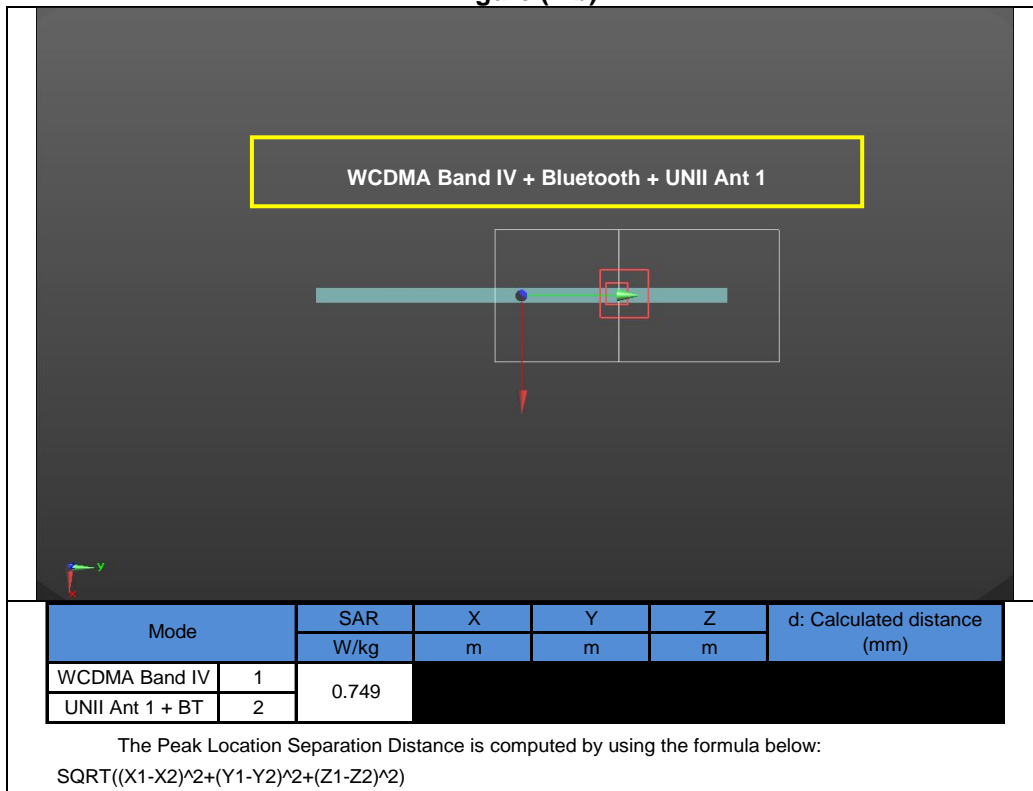 WCDMA Band IV + Bluetooth + UNII Ant 1
Y
X
Mode SAR X Y Z d: Calculated distance (mm)
W/kg m m m
WCDMA Band IV 1 0.749
UNII Ant 1 + BT 2
The Peak Location Separation Distance is computed by using the formula below:
SQRT((X1-X2)^2+(Y1-Y2)^2+(Z1-Z2)^2)